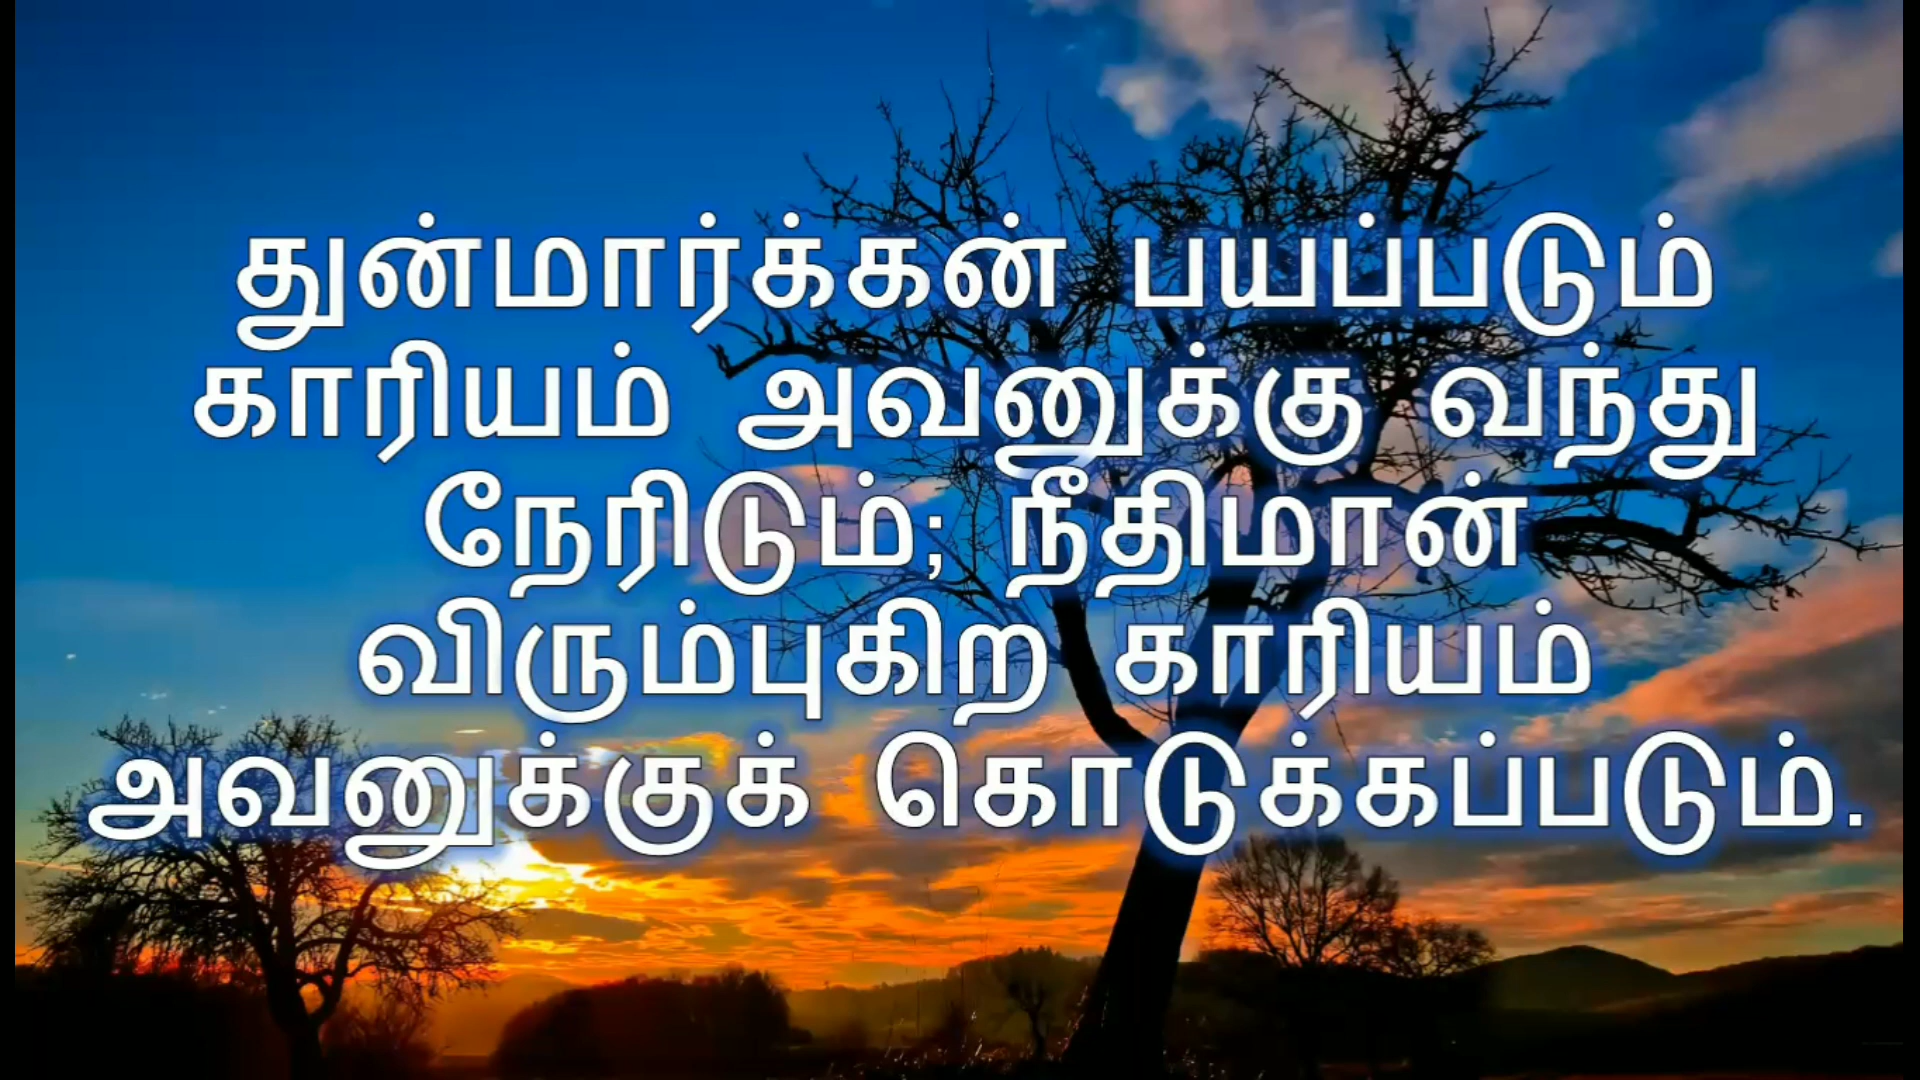 துன்மார்க்கன் பயப்படும்
காரியம் அவனுக்கு வந்து
நேரிடும்; நீதிமான்
விரும்புகிற காரியம்
அவனுக்குக் கொடுக்கப்படும்.